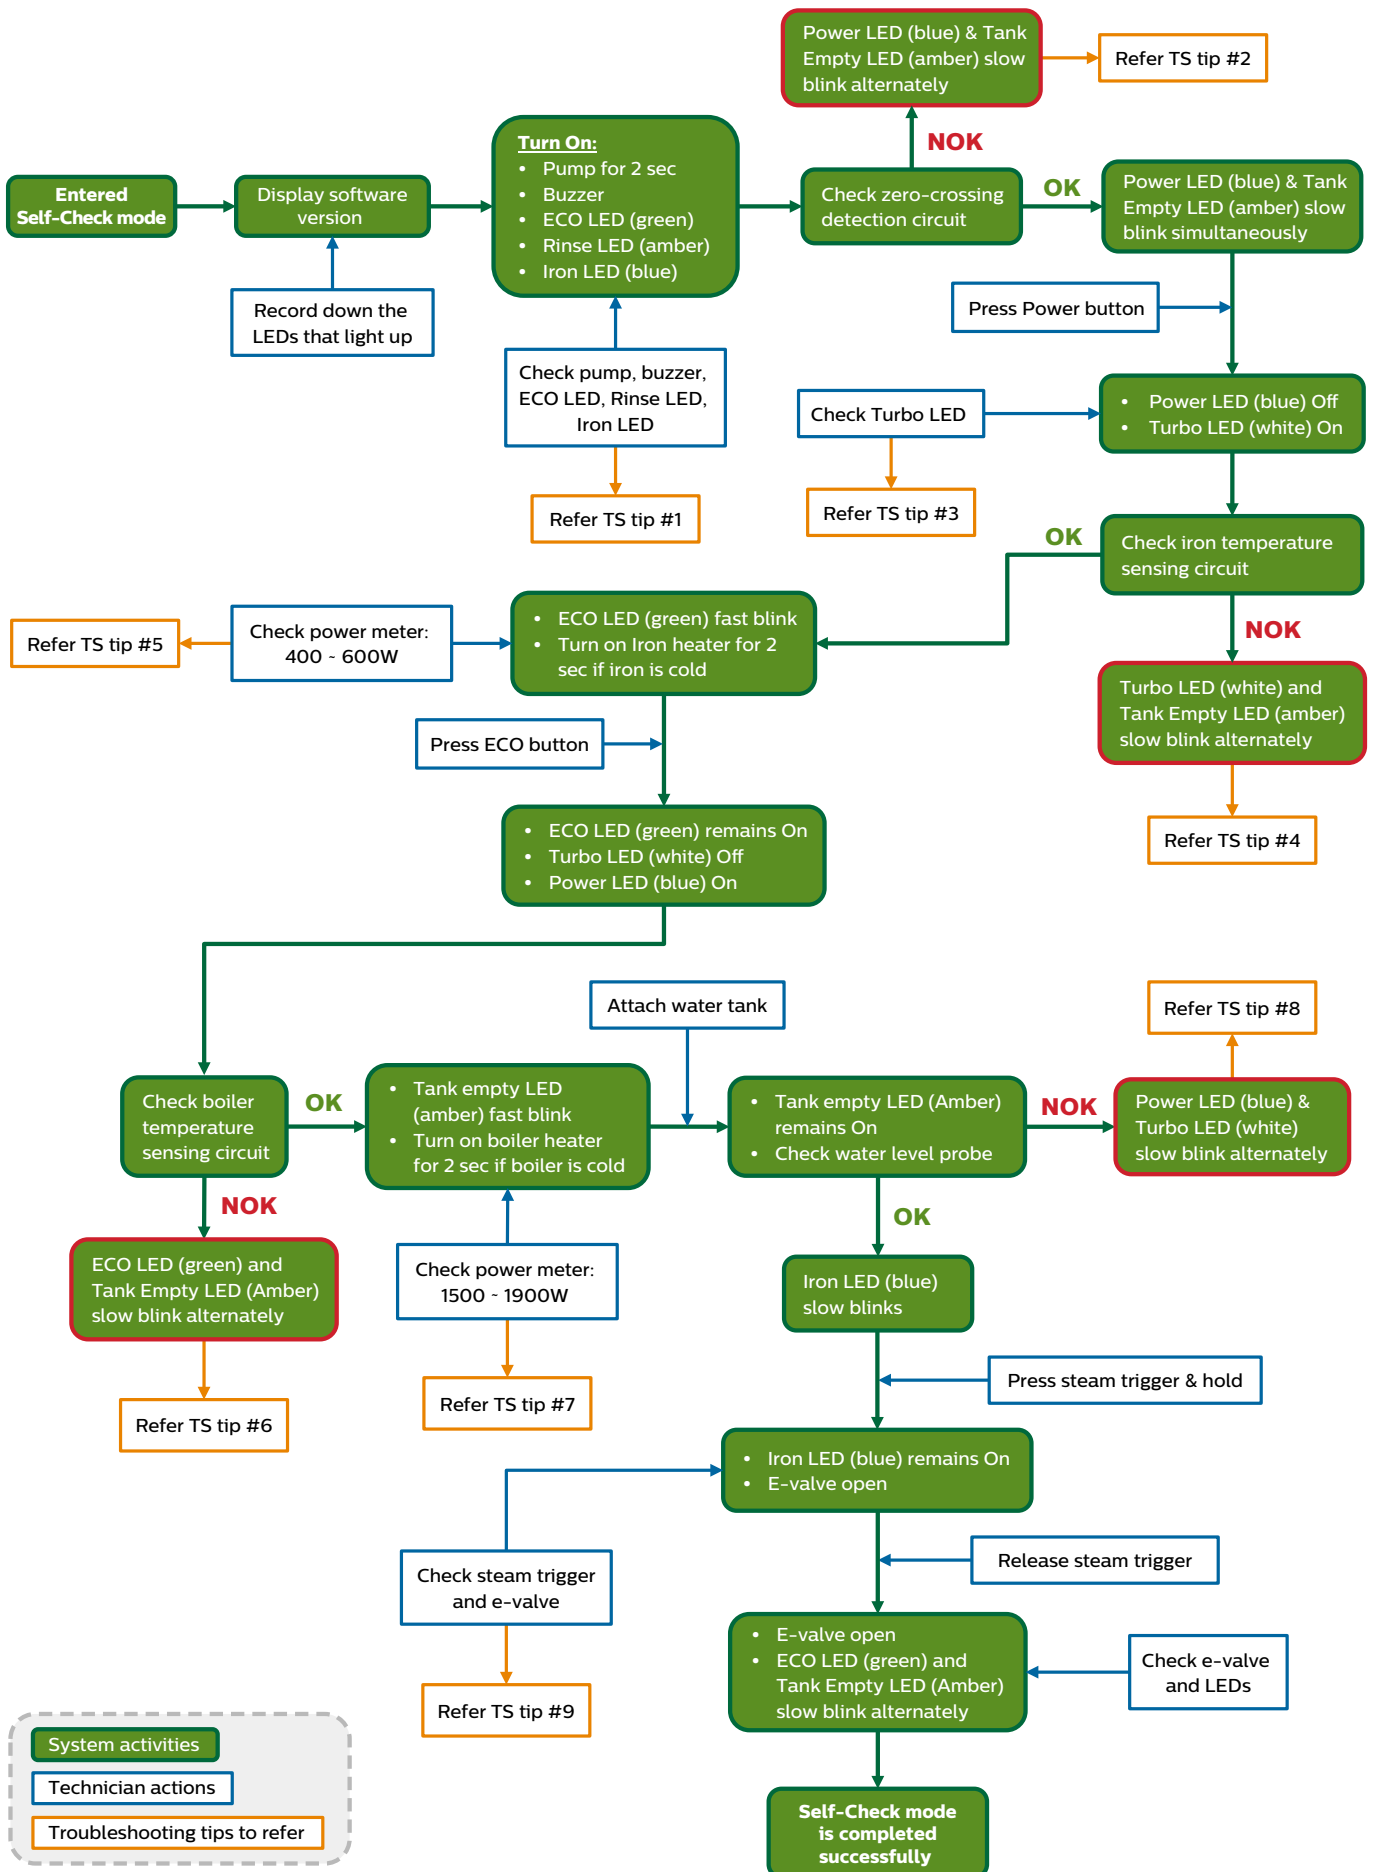 Power LED (blue) & Tank
Empty LED (amber) slow
blink alternately
Refer TS tip #2
NOK
Entered
Self-Check mode
Display software
version
Turn On:
• Pump for 2 sec
• Buzzer
• ECO LED (green)
• Rinse LED (amber)
• Iron LED (blue)
Check zero-crossing
detection circuit
OK
Power LED (blue) & Tank
Empty LED (amber) slow
blink simultaneously
Record down the
LEDs that light up
Press Power button
Check pump, buzzer,
ECO LED, Rinse LED,
Iron LED
Check Turbo LED
• Power LED (blue) Off
• Turbo LED (white) On
Refer TS tip #1
Refer TS tip #3
OK
Check iron temperature
sensing circuit
NOK
Refer TS tip #5
Check power meter:
400 ~ 600W
• ECO LED (green) fast blink
• Turn on Iron heater for 2
sec if iron is cold
Turbo LED (white) and
Tank Empty LED (amber)
slow blink alternately
Press ECO button
Refer TS tip #4
• ECO LED (green) remains On
• Turbo LED (white) Off
• Power LED (blue) On
Attach water tank
Refer TS tip #8
Check boiler
temperature
sensing circuit
OK
• Tank empty LED
(amber) fast blink
• Turn on boiler heater
for 2 sec if boiler is cold
• Tank empty LED (Amber)
remains On
• Check water level probe
NOK
Power LED (blue) &
Turbo LED (white)
slow blink alternately
NOK
OK
ECO LED (green) and
Tank Empty LED (Amber)
slow blink alternately
Check power meter:
1500 ~ 1900W
Iron LED (blue)
slow blinks
Refer TS tip #6
Refer TS tip #7
Press steam trigger & hold
• Iron LED (blue) remains On
• E-valve open
Check steam trigger
and e-valve
Release steam trigger
Refer TS tip #9
• E-valve open
• ECO LED (green) and
Tank Empty LED (Amber)
slow blink alternately
Check e-valve
and LEDs
System activities
Technician actions
Troubleshooting tips to refer
Self-Check mode
is completed
successfully